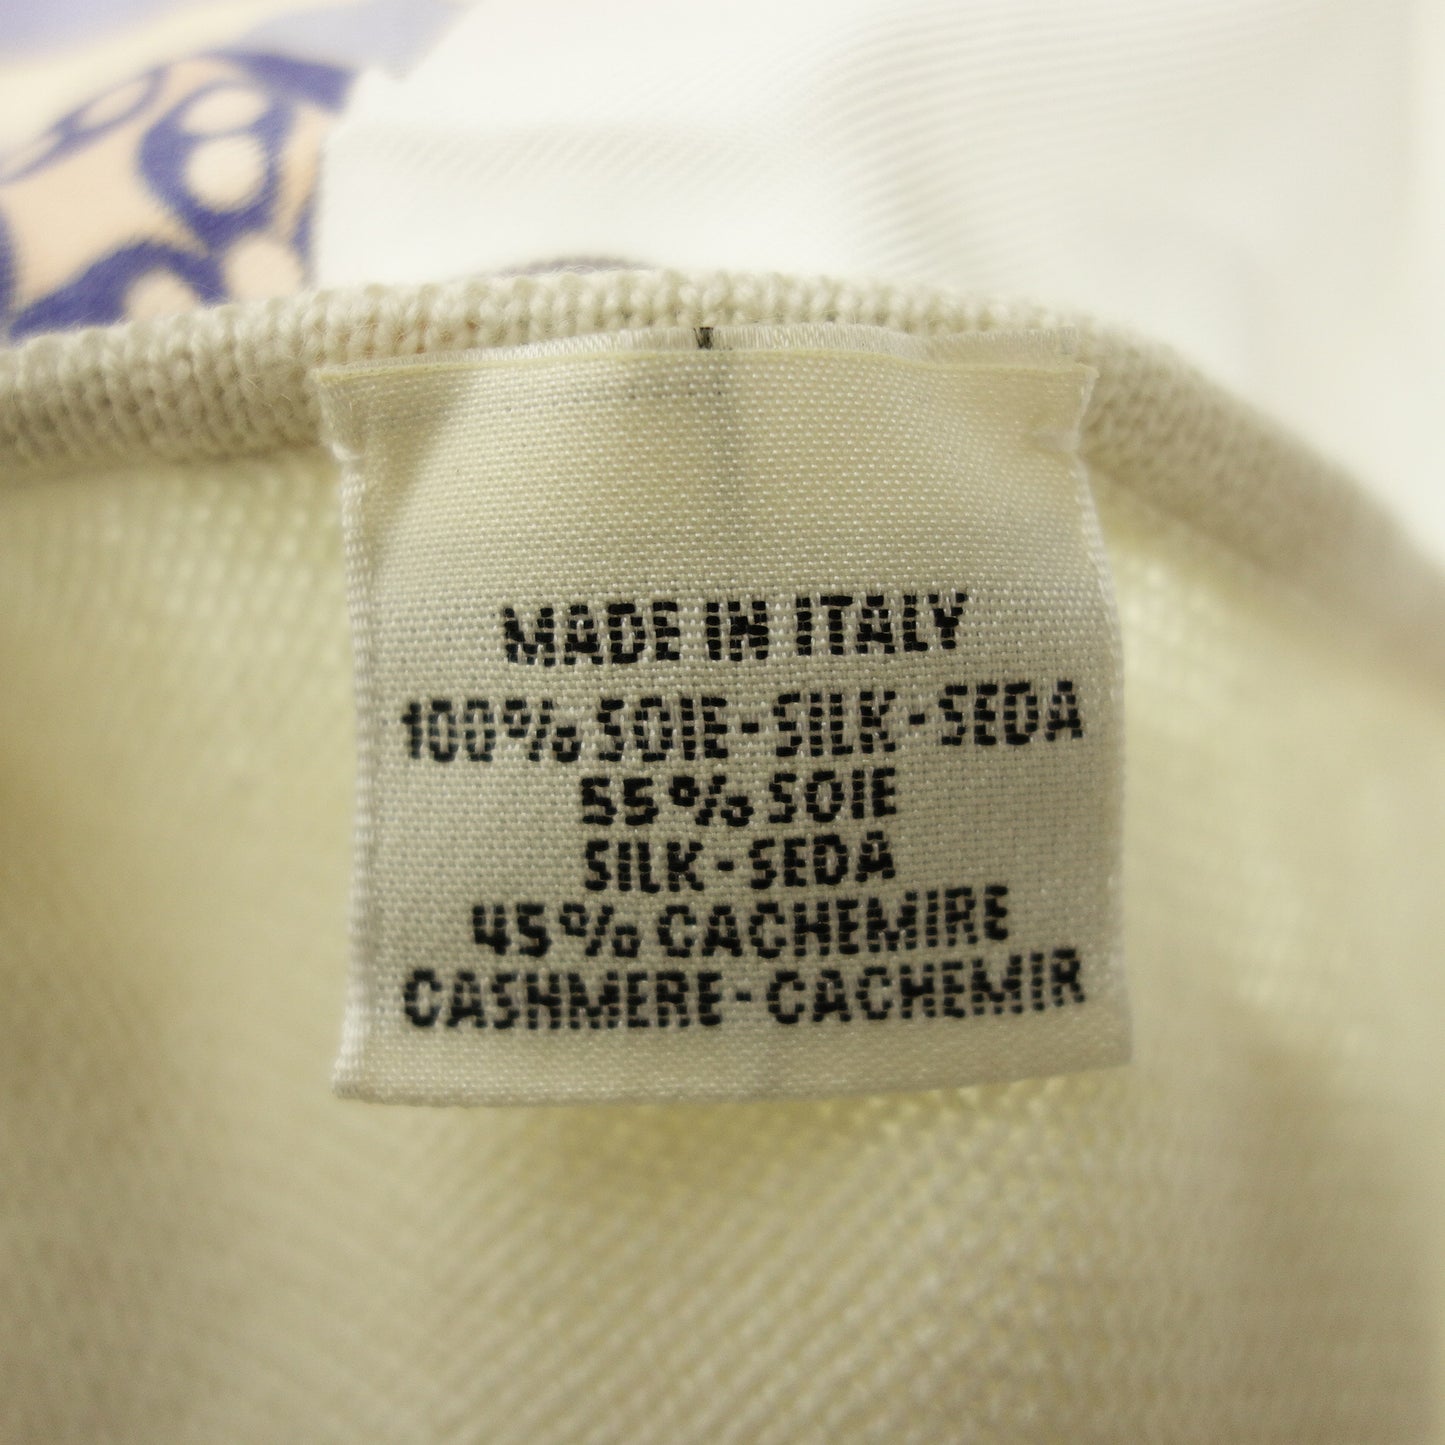 MADE IN ITALY
100% SOIE-SILK-SEDA
55% SOIE
SILK-SEDA
45% CACHEMIRE
CASHMERE-CACHEMIR